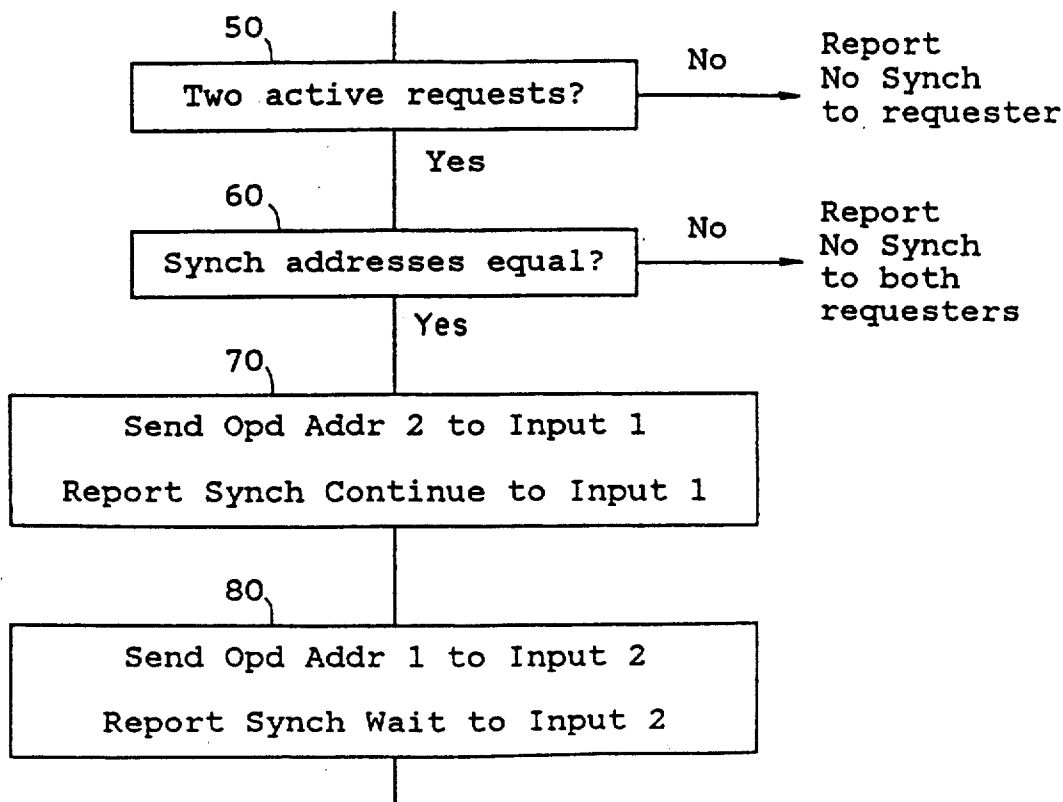 50
Two active requests?
No
Report
No Synch
to requester
Yes
60
Synch addresses equal?
No
Report
No Synch
to both
requesters
Yes
70
Send Opd Addr 2 to Input 1
Report Synch Continue to Input 1
80
Send Opd Addr 1 to Input 2
Report Synch Wait to Input 2